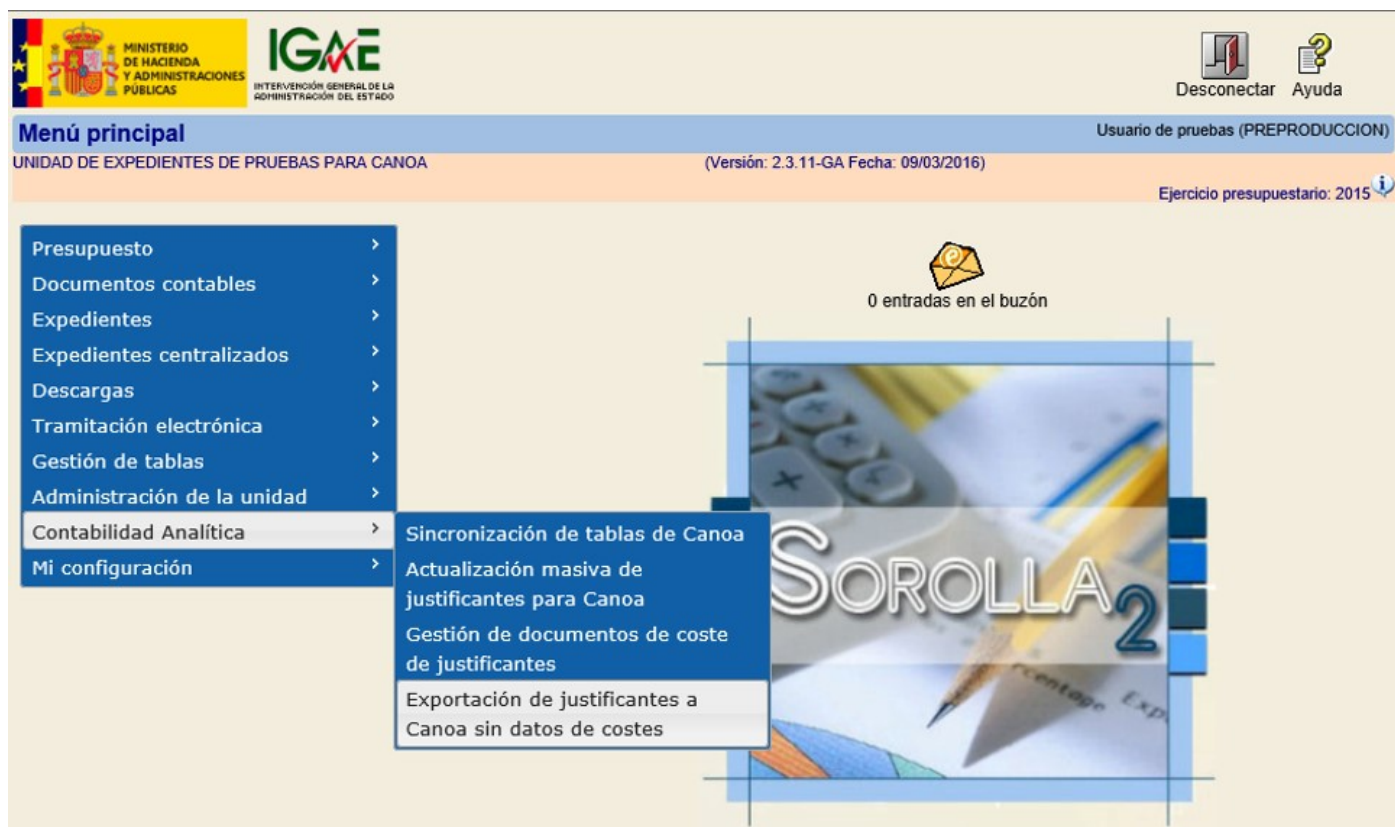 MINISTERIO
DE HACIENDA
Y ADMINISTRACIONES
PÚBLICAS
IGAE
INTERVENCIÓN GENERAL DE LA
ADMINISTRACIÓN DEL ESTADO
Desconectar Ayuda
Menú principal
Usuario de pruebas (PREPRODUCCION)
UNIDAD DE EXPEDIENTES DE PRUEBAS PARA CANOA
(Versión: 2.3.11-GA Fecha: 09/03/2016)
Ejercicio presupuestario: 2015
Presupuesto
Documentos contables
Expedientes
Expedientes centralizados
Descargas
Tramitación electrónica
Gestión de tablas
Administración de la unidad
Contabilidad Analítica
Mi configuración
Sincronización de tablas de Canoa
Actualización masiva de
justificantes para Canoa
Gestión de documentos de coste
de justificantes
Exportación de justificantes a
Canoa sin datos de costes
0 entradas en el buzón
SOROLLA2
Percentage